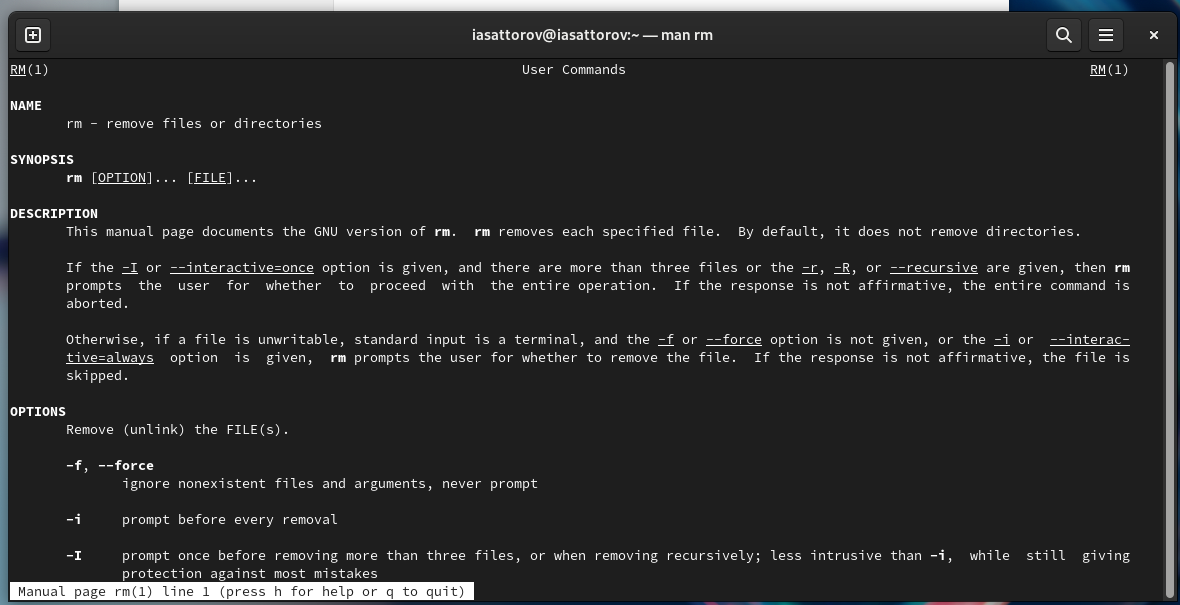 iasattorov@iasattorov:~ — man rm
RM(1) User Commands RM(1)
NAME
rm - remove files or directories
SYNOPSIS
rm [OPTION]... [FILE]...
DESCRIPTION
This manual page documents the GNU version of rm.  rm removes each specified file.  By default, it does not remove directories.
If the -I or --interactive=once option is given, and there are more than three files or the -r, -R, or --recursive are given, then rm
prompts  the  user  for  whether  to  proceed  with  the entire operation.  If the response is not affirmative, the entire command is
aborted.
Otherwise, if a file is unwritable, standard input is a terminal, and the -f or --force option is not given, or the -i or  --interac-
tive=always  option  is  given,  rm prompts the user for whether to remove the file.  If the response is not affirmative, the file is
skipped.
OPTIONS
Remove (unlink) the FILE(s).
-f, --force
ignore nonexistent files and arguments, never prompt
-i     prompt before every removal
-I     prompt once before removing more than three files, or when removing recursively; less intrusive than -i,  while  still  giving
protection against most mistakes
Manual page rm(1) line 1 (press h for help or q to quit)